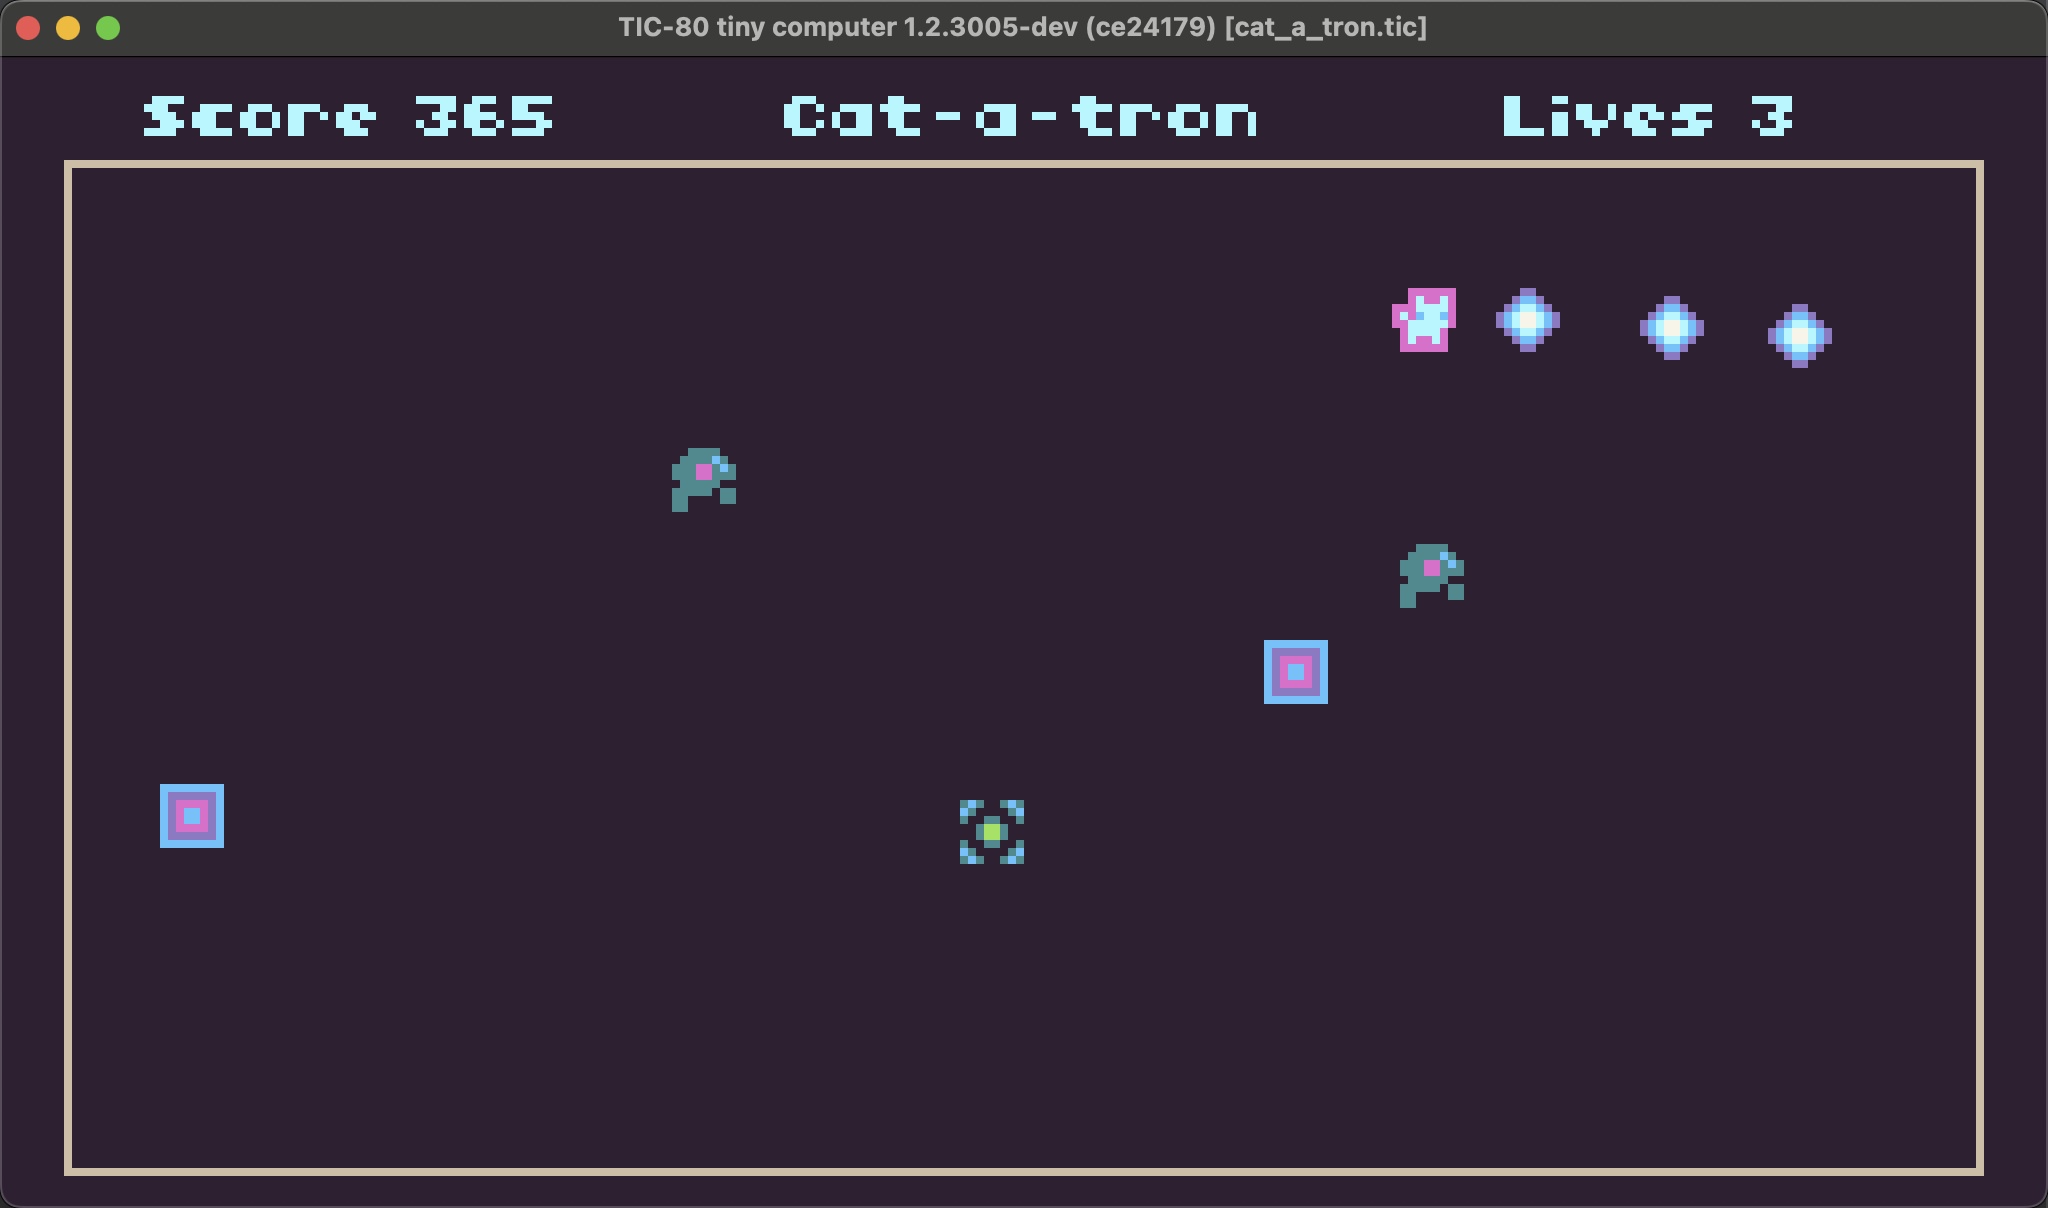 TIC-80 tiny computer 1.2.3005-dev (ce24179) [cat_a_tron.tic]
Score 365 Cat-a-tron Lives 3